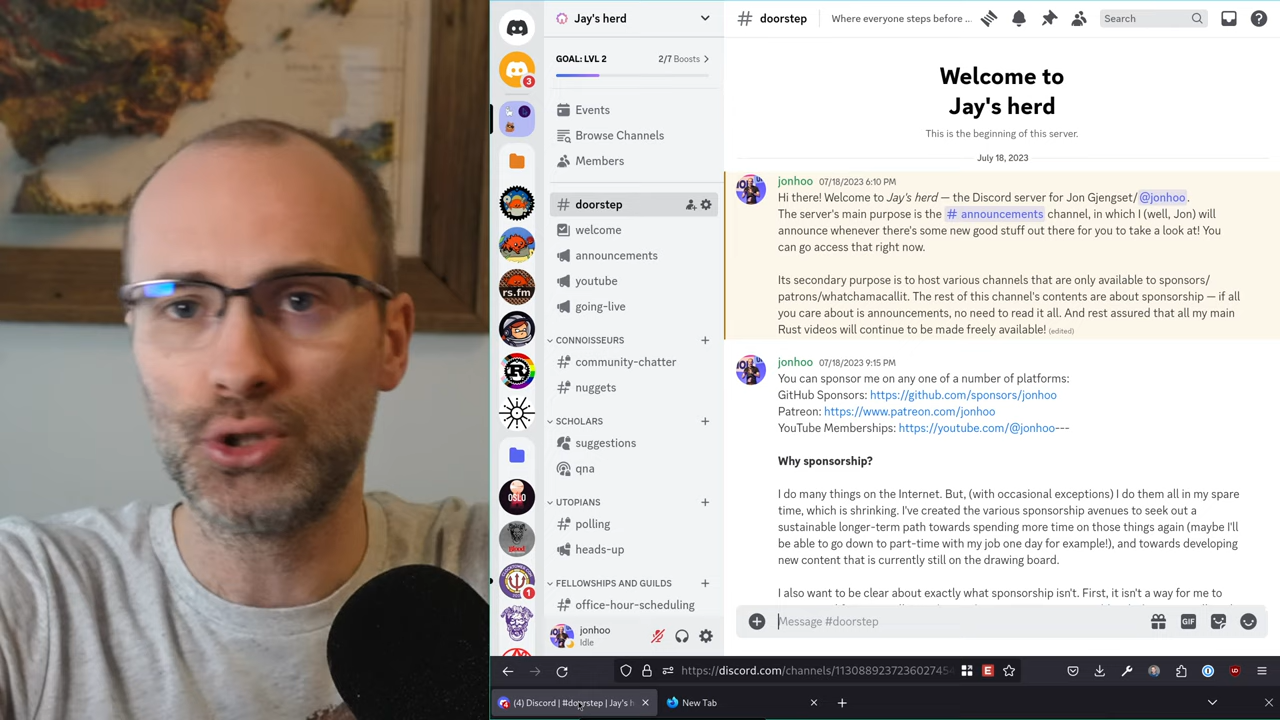 Jay's herd
# doorstep
Where everyone steps before ...
Search
GOAL: LVL 2
2/7 Boosts
3
Events
Browse Channels
Members
# doorstep
welcome
announcements
youtube
going-live
CONNOISSEURS
community-chatter
nuggets
SCHOLARS
suggestions
qna
UTOPIANS
polling
heads-up
FELLOWSHIPS AND GUILDS
office-hour-scheduling
jonhoo
Idle
rs.fm
OSLO
1
Welcome to
Jay's herd
This is the beginning of this server.
July 18, 2023
jonhoo 07/18/2023 6:10 PM
Hi there! Welcome to Jay's herd — the Discord server for Jon Gjengset/ @jonhoo.
The server's main purpose is the # announcements channel, in which I (well, Jon) will
announce whenever there's some new good stuff out there for you to take a look at! You
can go access that right now.
Its secondary purpose is to host various channels that are only available to sponsors/
patrons/whatchamacallit. The rest of this channel's contents are about sponsorship — if all
you care about is announcements, no need to read it all. And rest assured that all my main
Rust videos will continue to be made freely available! (edited)
jonhoo 07/18/2023 9:15 PM
You can sponsor me on any one of a number of platforms:
GitHub Sponsors: https://github.com/sponsors/jonhoo
Patreon: https://www.patreon.com/jonhoo
YouTube Memberships: https://youtube.com/@jonhoo---
Why sponsorship?
I do many things on the Internet. But, (with occasional exceptions) I do them all in my spare
time, which is shrinking. I've created the various sponsorship avenues to seek out a
sustainable longer-term path towards spending more time on those things again (maybe I'll
be able to go down to part-time with my job one day for example!), and towards developing
new content that is currently still on the drawing board.
I also want to be clear about exactly what sponsorship isn't. First, it isn't a way for me to
Message #doorstep
GIF
https://discord.com/channels/1130889237236027454
(4) Discord | #doorstep | Jay's h
New Tab